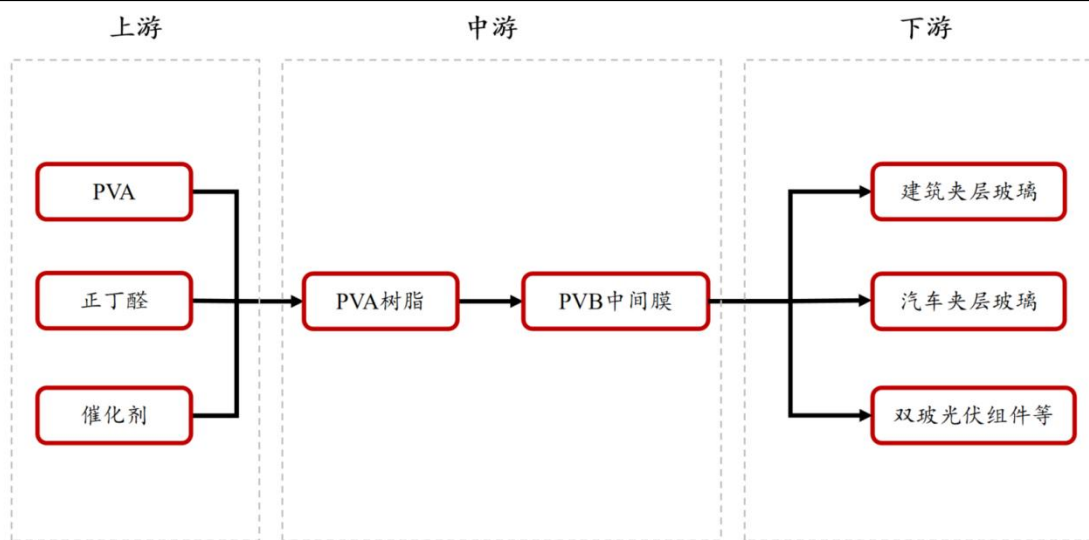 上游
中游
下游
PVA
正丁醛
催化剂
PVA树脂
PVB中间膜
建筑夹层玻璃
汽车夹层玻璃
双玻光伏组件等